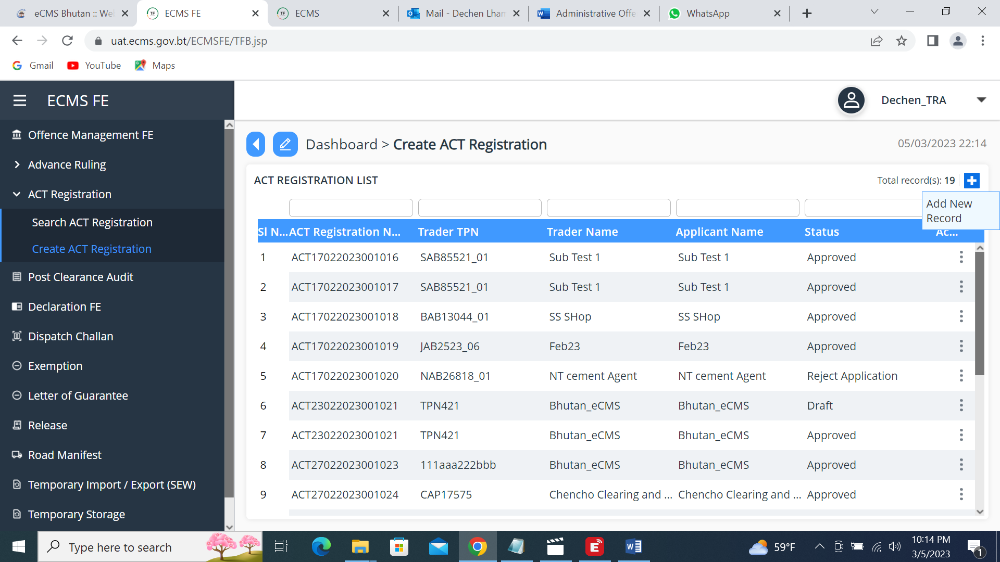 eCMS Bhutan :: Wel
ECMS FE
ECMS
Mail - Dechen Lham
Administrative Offe
WhatsApp
uat.ecms.gov.bt/ECMSFE/TFB.jsp
Gmail
YouTube
Maps
ECMS FE
Dechen_TRA
Offence Management FE
Advance Ruling
ACT Registration
Search ACT Registration
Create ACT Registration
Post Clearance Audit
Declaration FE
Dispatch Challan
Exemption
Letter of Guarantee
Release
Road Manifest
Temporary Import / Export (SEW)
Temporary Storage
Dashboard > Create ACT Registration
05/03/2023 22:14
ACT REGISTRATION LIST
Total record(s): 19
Add New
Record
Sl N... ACT Registration N... Trader TPN Trader Name Applicant Name Status Ac...
1 ACT17022023001016 SAB85521_01 Sub Test 1 Sub Test 1 Approved
2 ACT17022023001017 SAB85521_01 Sub Test 1 Sub Test 1 Approved
3 ACT17022023001018 BAB13044_01 SS SHop SS SHop Approved
4 ACT17022023001019 JAB2523_06 Feb23 Feb23 Approved
5 ACT17022023001020 NAB26818_01 NT cement Agent NT cement Agent Reject Application
6 ACT23022023001021 TPN421 Bhutan_eCMS Bhutan_eCMS Draft
7 ACT23022023001021 TPN421 Bhutan_eCMS Bhutan_eCMS Approved
8 ACT27022023001023 111aaa222bbb Bhutan_eCMS Bhutan_eCMS Approved
9 ACT27022023001024 CAP17575 Chencho Clearing and ... Chencho Clearing and ... Approved
Type here to search
59°F
10:14 PM
3/5/2023
1